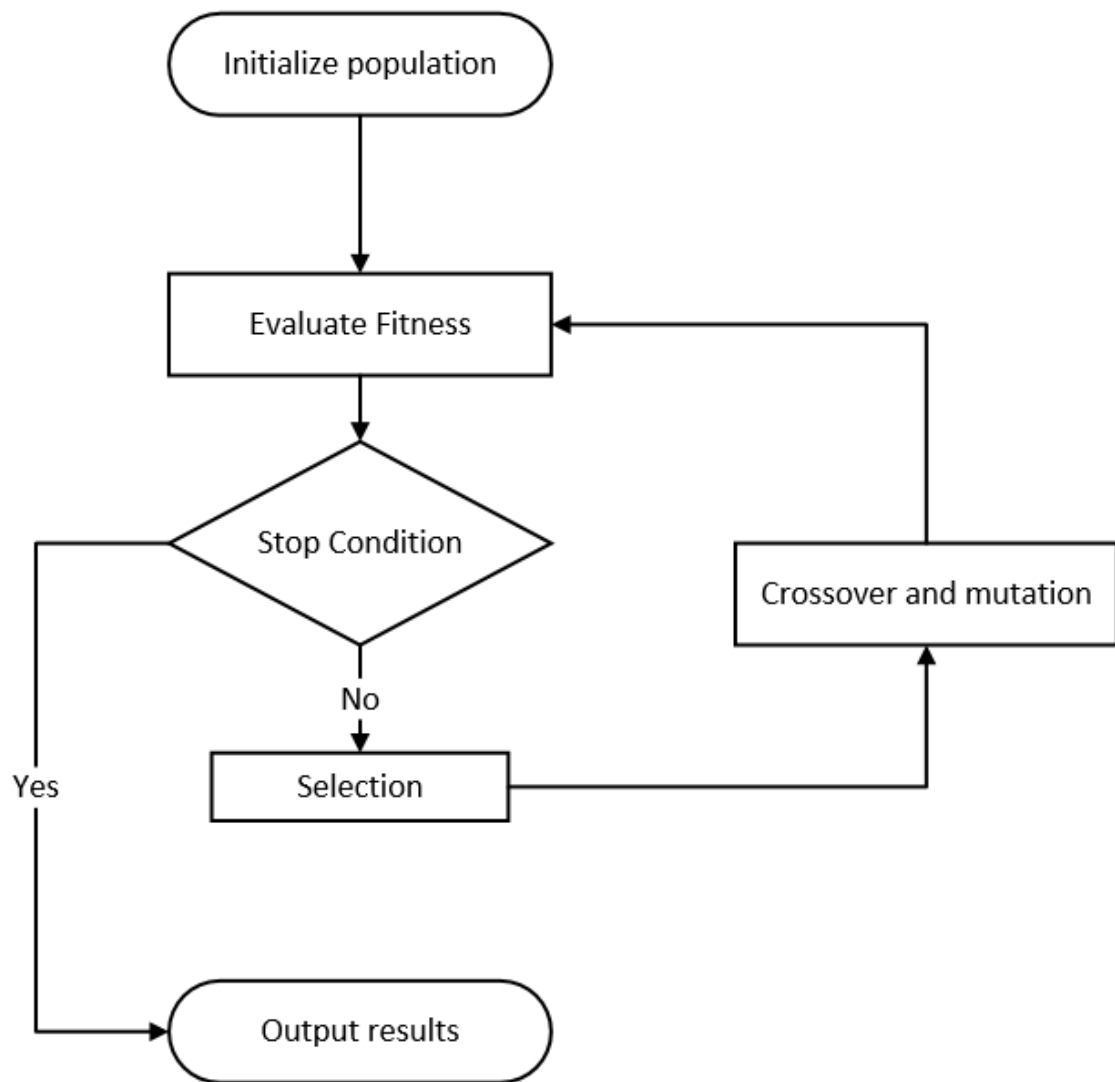 Initialize population
Evaluate Fitness
Stop Condition
Crossover and mutation
No
Yes
Selection
Output results